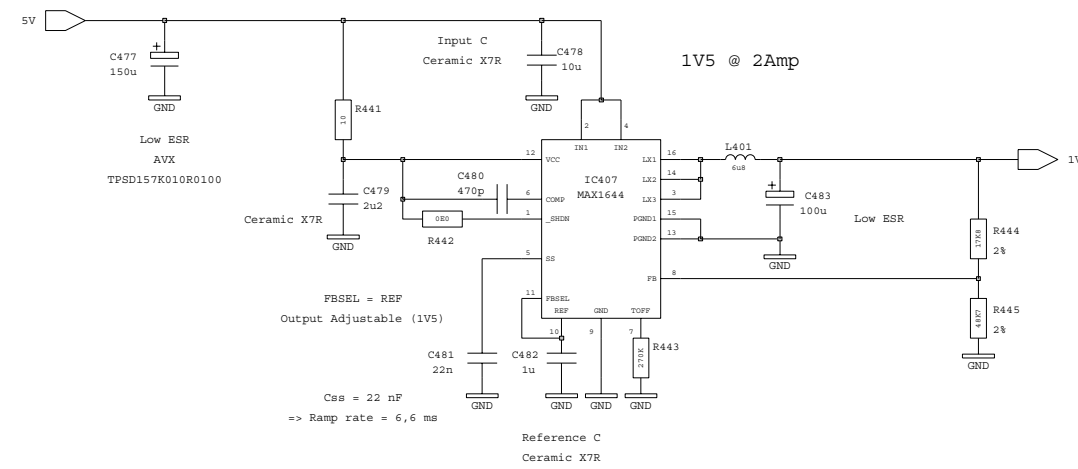 5V
C477
150u
GND
Low ESR
AVX
TPSD157K010R0100
Input C
Ceramic X7R
C478
10u
GND
1V5 @ 2Amp
R441
10
C479
2u2
Ceramic X7R
GND
C480
470p
0E0
R442
2
4
IN1
IN2
12
VCC
6
COMP
1
_SHDN
5
SS
11
FBSEL
REF
GND
TOFF
10
9
7
IC407
MAX1644
LX1
16
LX2
14
LX3
3
PGND1
15
PGND2
13
FB
8
L401
6u8
C483
100u
Low ESR
GND
1V
R444
17K8
2%
R445
48K7
2%
GND
FBSEL = REF
Output Adjustable (1V5)
C481
22n
GND
C482
1u
GND
GND
R443
270K
GND
Css = 22 nF
=> Ramp rate = 6,6 ms
Reference C
Ceramic X7R